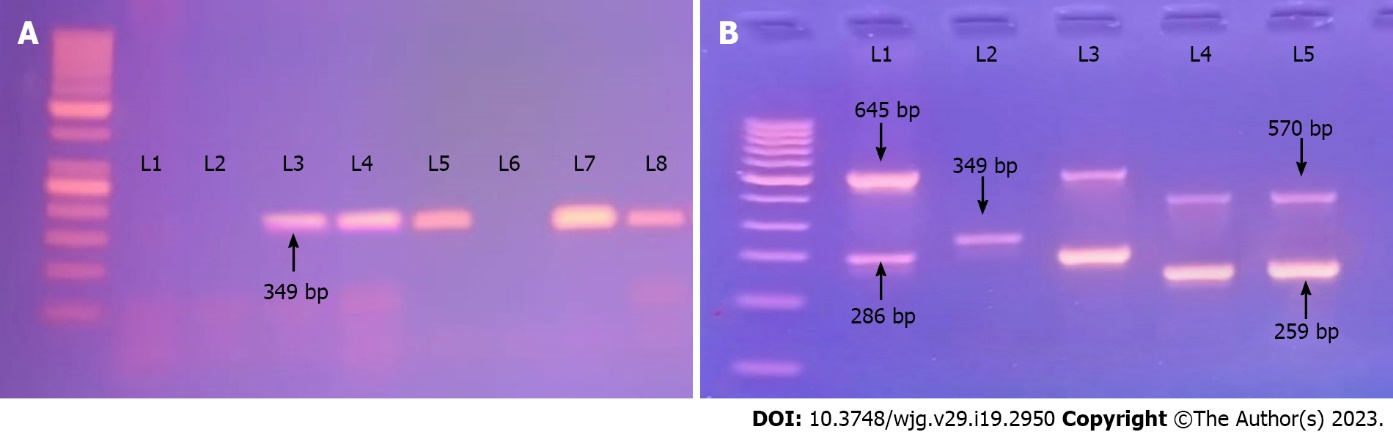 A
L1 L2 L3 L4 L5 L6 L7 L8
349 bp
B
L1 L2 L3 L4 L5
645 bp
570 bp
349 bp
286 bp
259 bp
DOI: 10.3748/wjg.v29.i19.2950 Copyright ©The Author(s) 2023.